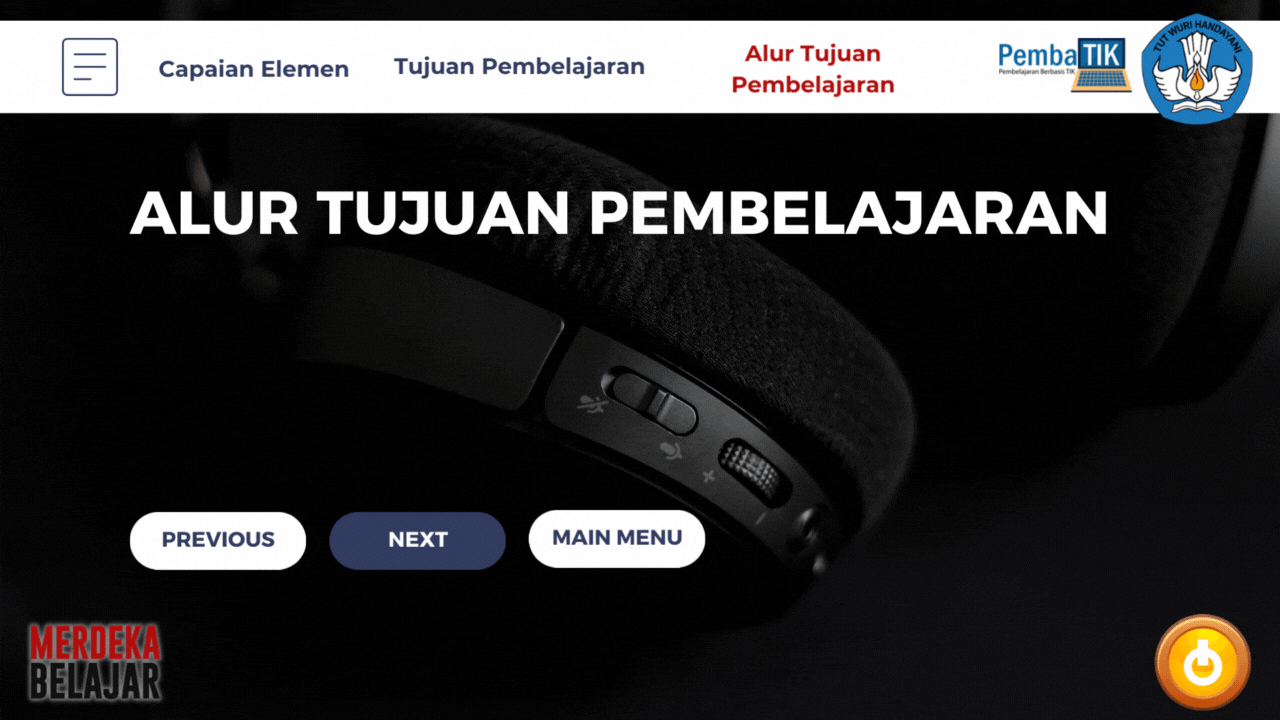 Capaian Elemen
Tujuan Pembelajaran
Alur Tujuan
Pembelajaran
PembaTIK
Pembelajaran Berbasis TIK
TUT WURI HANDAYANI
ALUR TUJUAN PEMBELAJARAN
PREVIOUS
NEXT
MAIN MENU
MERDEKA
BELAJAR